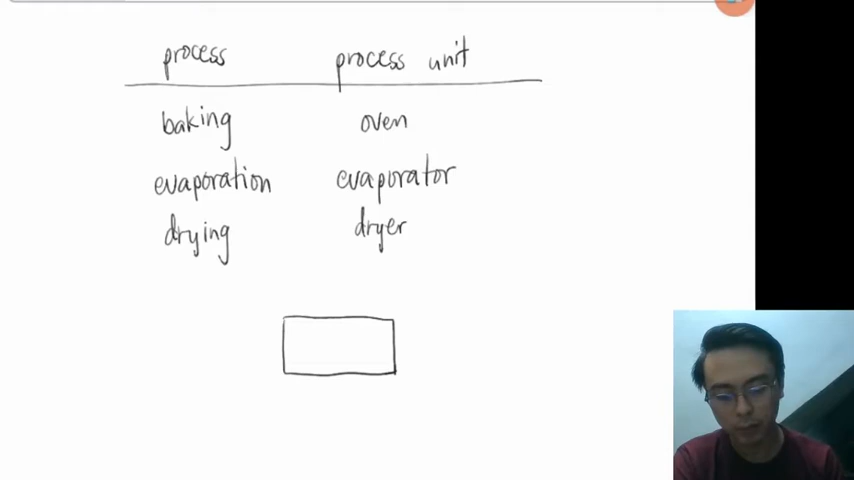 process process unit
baking oven
evaporation evaporator
drying dryer